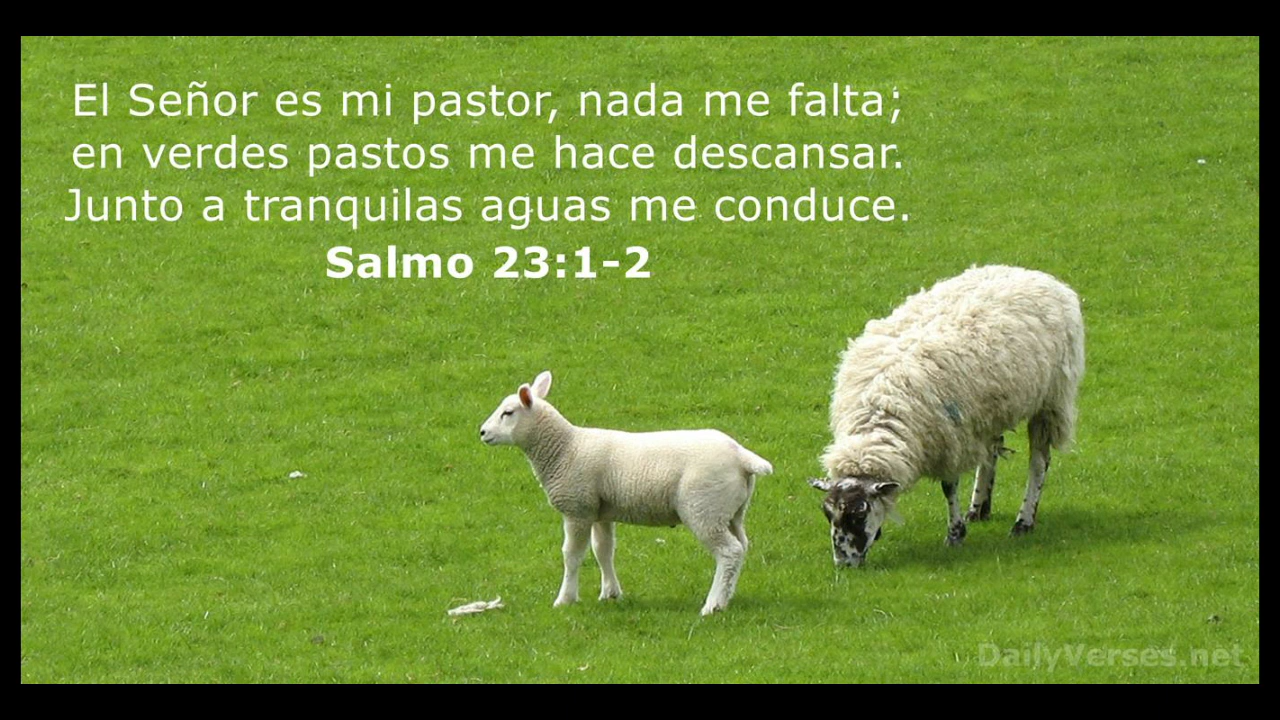 El Señor es mi pastor, nada me falta;
en verdes pastos me hace descansar.
Junto a tranquilas aguas me conduce.
Salmo 23:1-2
DailyVerses.net